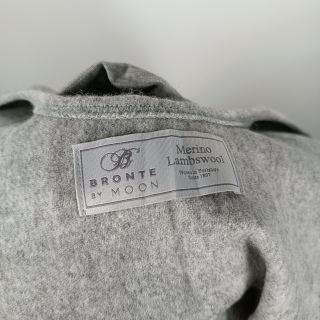 B
BRONTE
BY MOON
Merino
Lambswool
Woven in Yorkshire
Since 1837